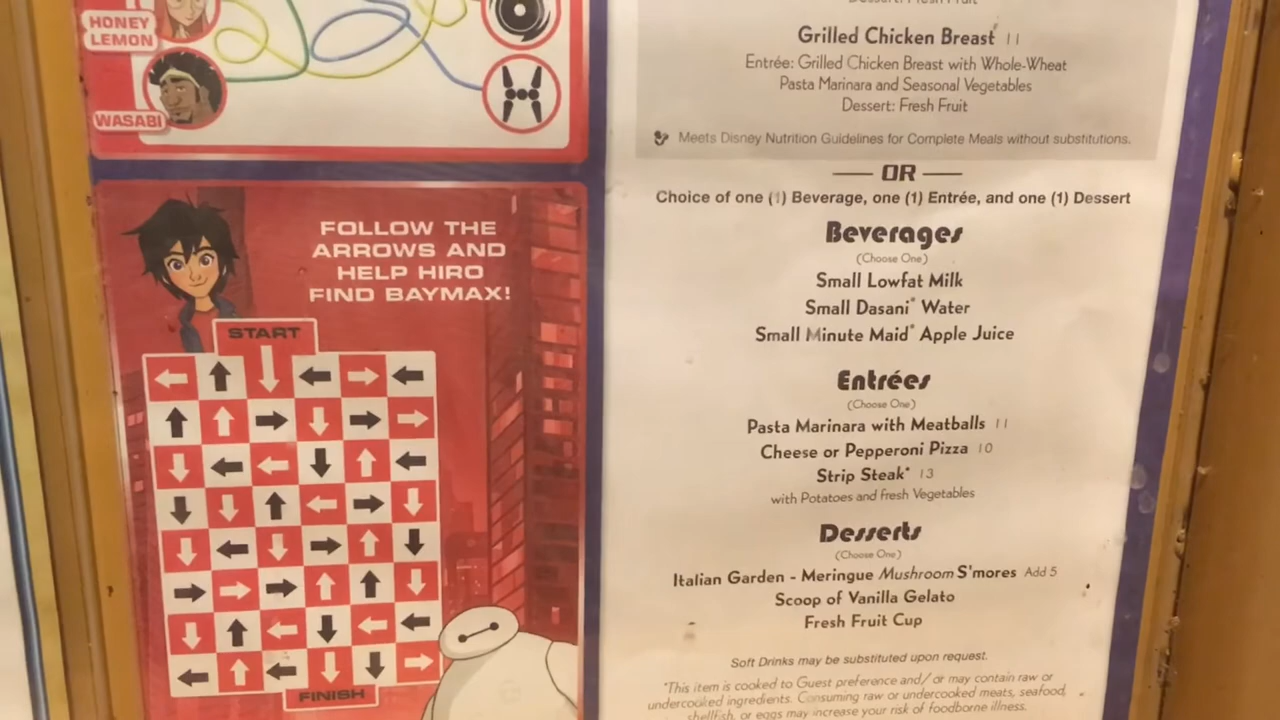 HONEY
LEMON
WASABI
FOLLOW THE
ARROWS AND
HELP HIRO
FIND BAYMAX!
START
FINISH
Dessert: Fresh Fruit
Grilled Chicken Breast 11
Entrée: Grilled Chicken Breast with Whole-Wheat
Pasta Marinara and Seasonal Vegetables
Dessert: Fresh Fruit
Meets Disney Nutrition Guidelines for Complete Meals without substitutions.
OR
Choice of one (1) Beverage, one (1) Entrée, and one (1) Dessert
Beverages
(Choose One)
Small Lowfat Milk
Small Dasani® Water
Small Minute Maid® Apple Juice
Entrées
(Choose One)
Pasta Marinara with Meatballs 11
Cheese or Pepperoni Pizza 10
Strip Steak* 13
with Potatoes and Fresh Vegetables
Desserts
(Choose One)
Italian Garden - Meringue Mushroom S'mores Add 5
Scoop of Vanilla Gelato
Fresh Fruit Cup
Soft Drinks may be substituted upon request.
*This item is cooked to Guest preference and/or may contain raw or
undercooked ingredients. Consuming raw or undercooked meats, seafood,
shellfish, or eggs may increase your risk of foodborne illness.